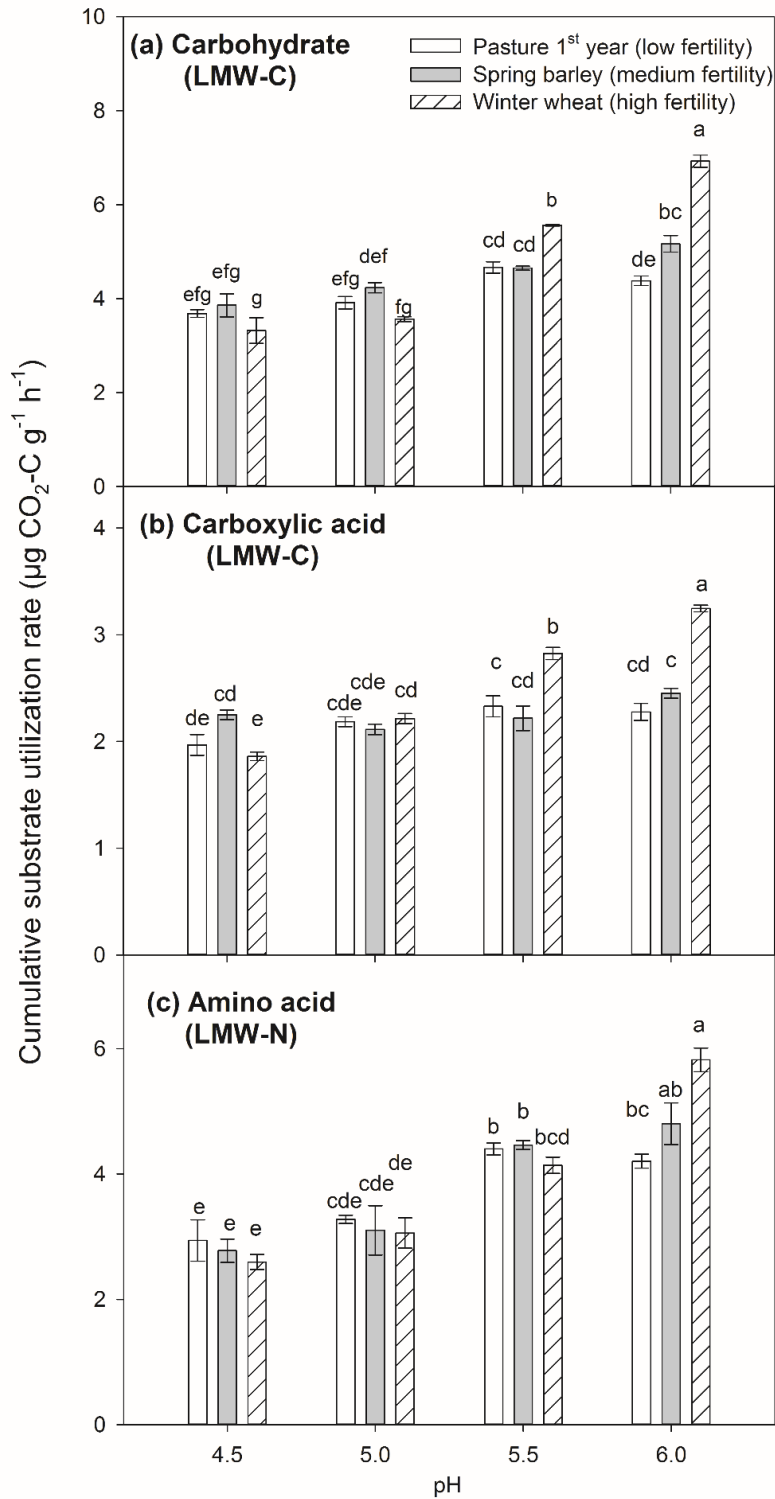 Cumulative substrate utilization rate (µg CO₂-C g⁻¹ h⁻¹)
10
(a) Carbohydrate
(LMW-C)
Pasture 1ˢᵗ year (low fertility)
Spring barley (medium fertility)
Winter wheat (high fertility)
8
6
4
2
0
efg efg g
efg def fg
cd cd b
de bc a
(b) Carboxylic acid
(LMW-C)
4
3
2
1
0
de cd e
cde cde cd
c cd b
cd c a
(c) Amino acid
(LMW-N)
6
4
2
0
e e e
cde cde de
b b bcd
bc ab a
4.5 5.0 5.5 6.0
pH